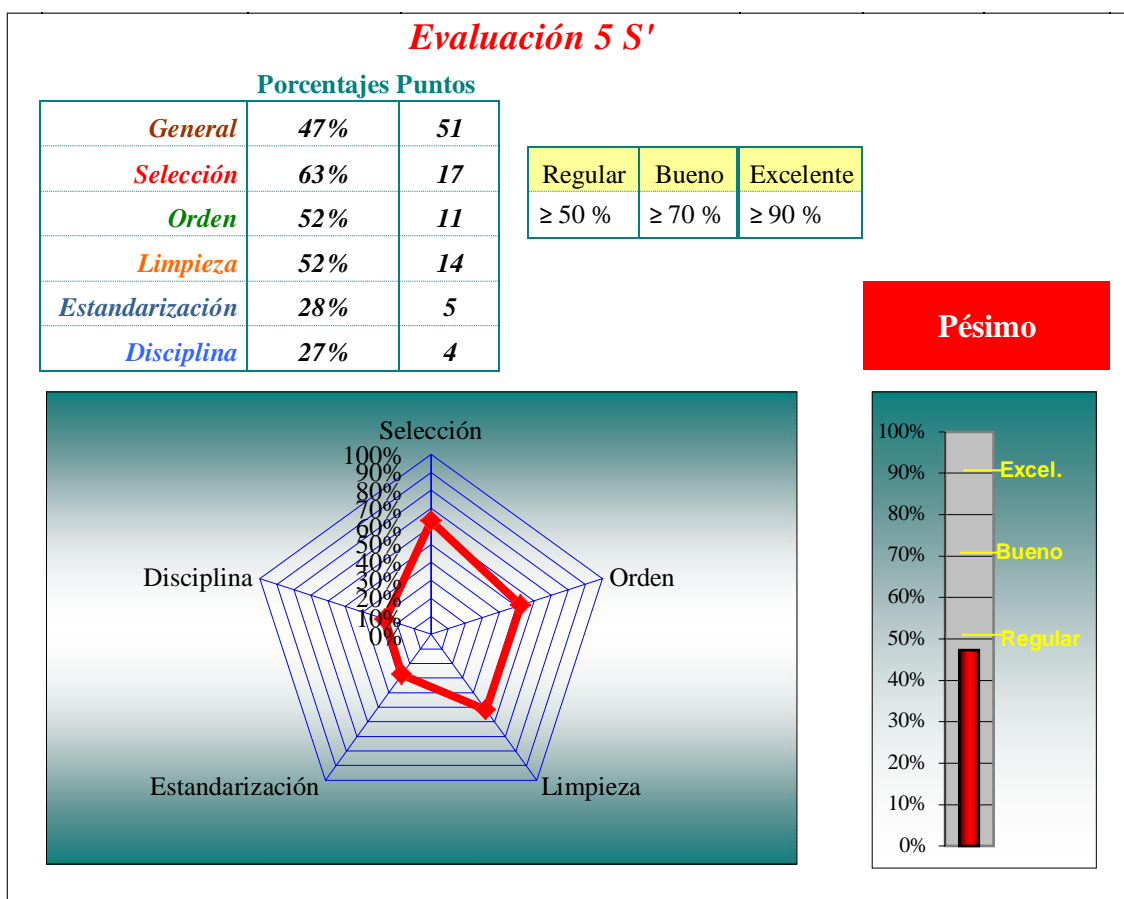 Evaluación 5 S'
Porcentajes Puntos
General 47% 51
Selección 63% 17
Orden 52% 11
Limpieza 52% 14
Estandarización 28% 5
Disciplina 27% 4
Regular Bueno Excelente
≥ 50 % ≥ 70 % ≥ 90 %
Pésimo
Selección
100%
90%
80%
70%
60%
50%
40%
30%
20%
10%
0%
Disciplina
Orden
Estandarización
Limpieza
100%
90%
Excel.
80%
70%
Bueno
60%
50%
Regular
40%
30%
20%
10%
0%